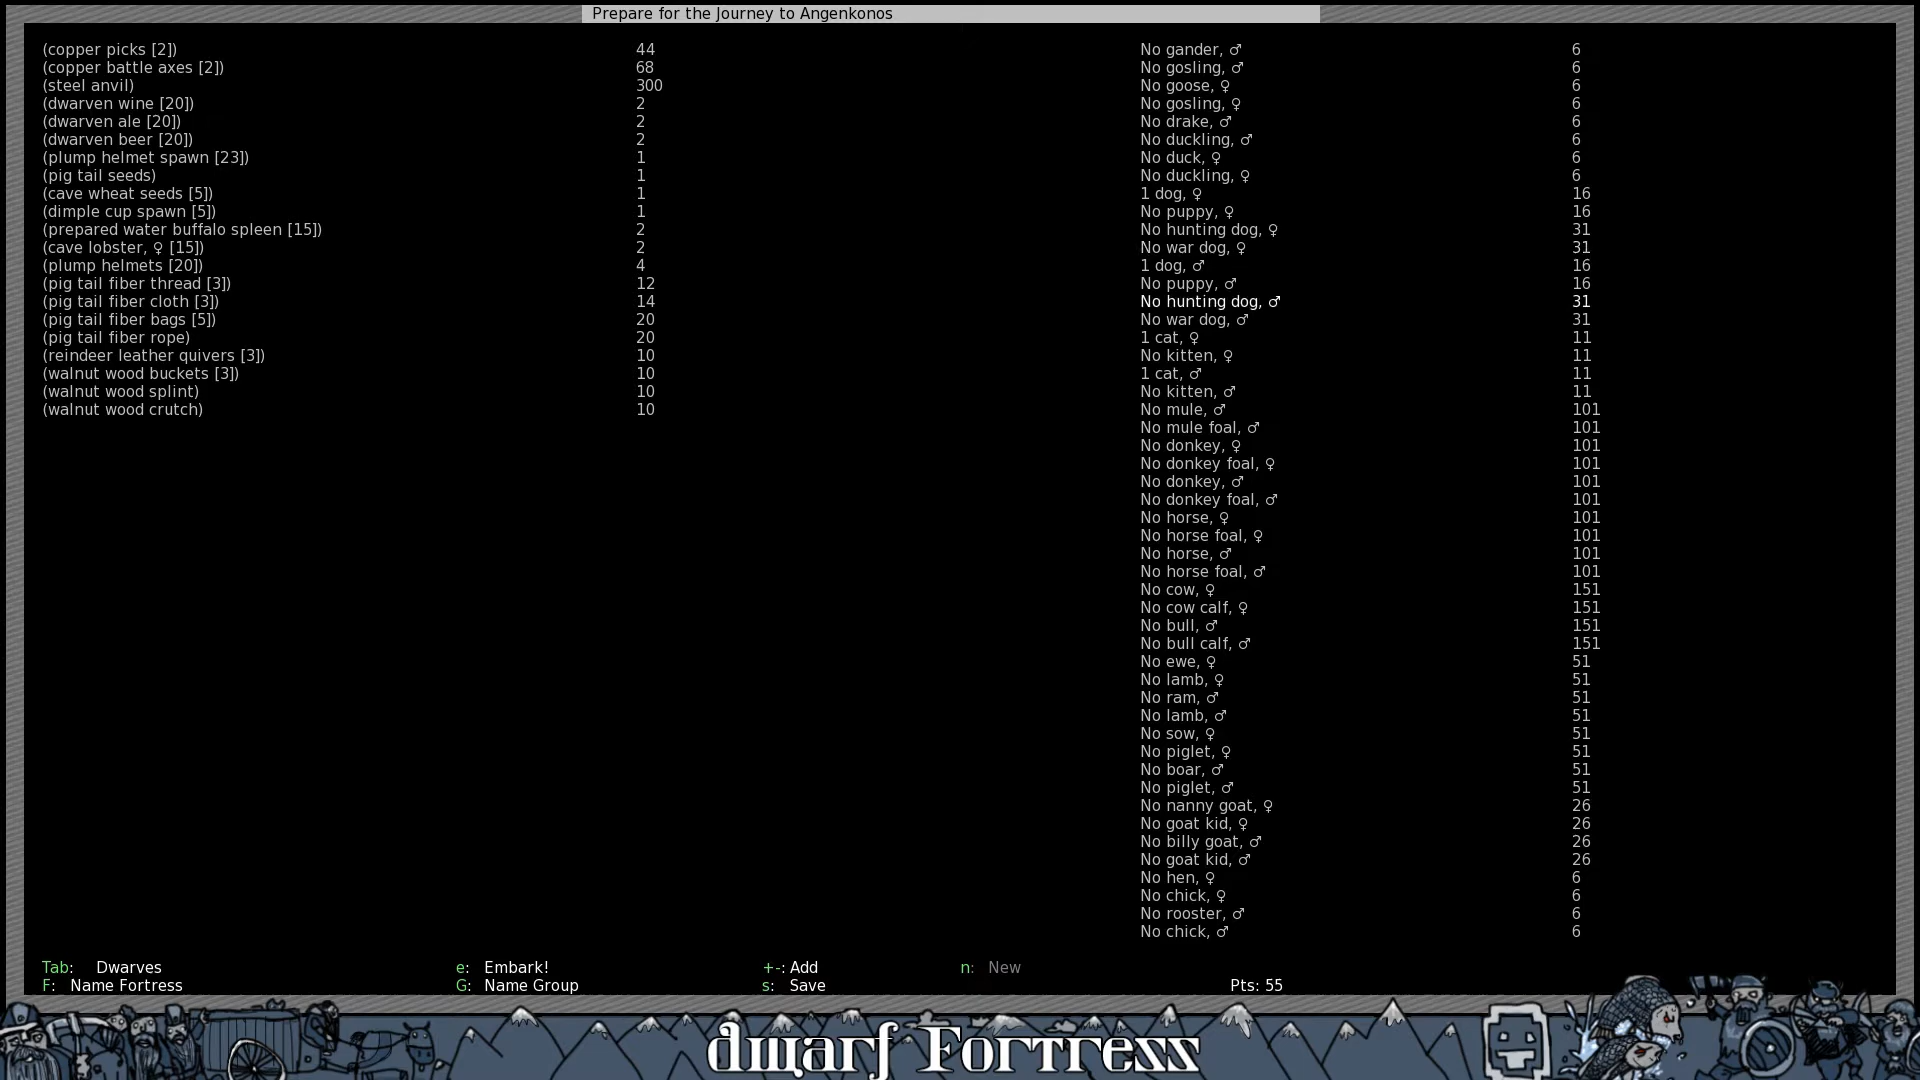 Prepare for the Journey to Angenkonos
(copper picks [2]) 44
(copper battle axes [2]) 68
(steel anvil) 300
(dwarven wine [20]) 2
(dwarven ale [20]) 2
(dwarven beer [20]) 2
(plump helmet spawn [23]) 1
(pig tail seeds) 1
(cave wheat seeds [5]) 1
(dimple cup spawn [5]) 1
(prepared water buffalo spleen [15]) 2
(cave lobster, ♀ [15]) 2
(plump helmets [20]) 4
(pig tail fiber thread [3]) 12
(pig tail fiber cloth [3]) 14
(pig tail fiber bags [5]) 20
(pig tail fiber rope) 20
(reindeer leather quivers [3]) 10
(walnut wood buckets [3]) 10
(walnut wood splint) 10
(walnut wood crutch) 10
No gander, ♂ 6
No gosling, ♂ 6
No goose, ♀ 6
No gosling, ♀ 6
No drake, ♂ 6
No duckling, ♂ 6
No duck, ♀ 6
No duckling, ♀ 6
1 dog, ♀ 16
No puppy, ♀ 16
No hunting dog, ♀ 31
No war dog, ♀ 31
1 dog, ♂ 16
No puppy, ♂ 16
No hunting dog, ♂ 31
No war dog, ♂ 31
1 cat, ♀ 11
No kitten, ♀ 11
1 cat, ♂ 11
No kitten, ♂ 11
No mule, ♂ 101
No mule foal, ♂ 101
No donkey, ♀ 101
No donkey foal, ♀ 101
No donkey, ♂ 101
No donkey foal, ♂ 101
No horse, ♀ 101
No horse foal, ♀ 101
No horse, ♂ 101
No horse foal, ♂ 101
No cow, ♀ 151
No cow calf, ♀ 151
No bull, ♂ 151
No bull calf, ♂ 151
No ewe, ♀ 51
No lamb, ♀ 51
No ram, ♂ 51
No lamb, ♂ 51
No sow, ♀ 51
No piglet, ♀ 51
No boar, ♂ 51
No piglet, ♂ 51
No nanny goat, ♀ 26
No goat kid, ♀ 26
No billy goat, ♂ 26
No goat kid, ♂ 26
No hen, ♀ 6
No chick, ♀ 6
No rooster, ♂ 6
No chick, ♂ 6
Tab: Dwarves e: Embark! +-: Add n: New
F: Name Fortress G: Name Group s: Save Pts: 55
dwarf Fortress